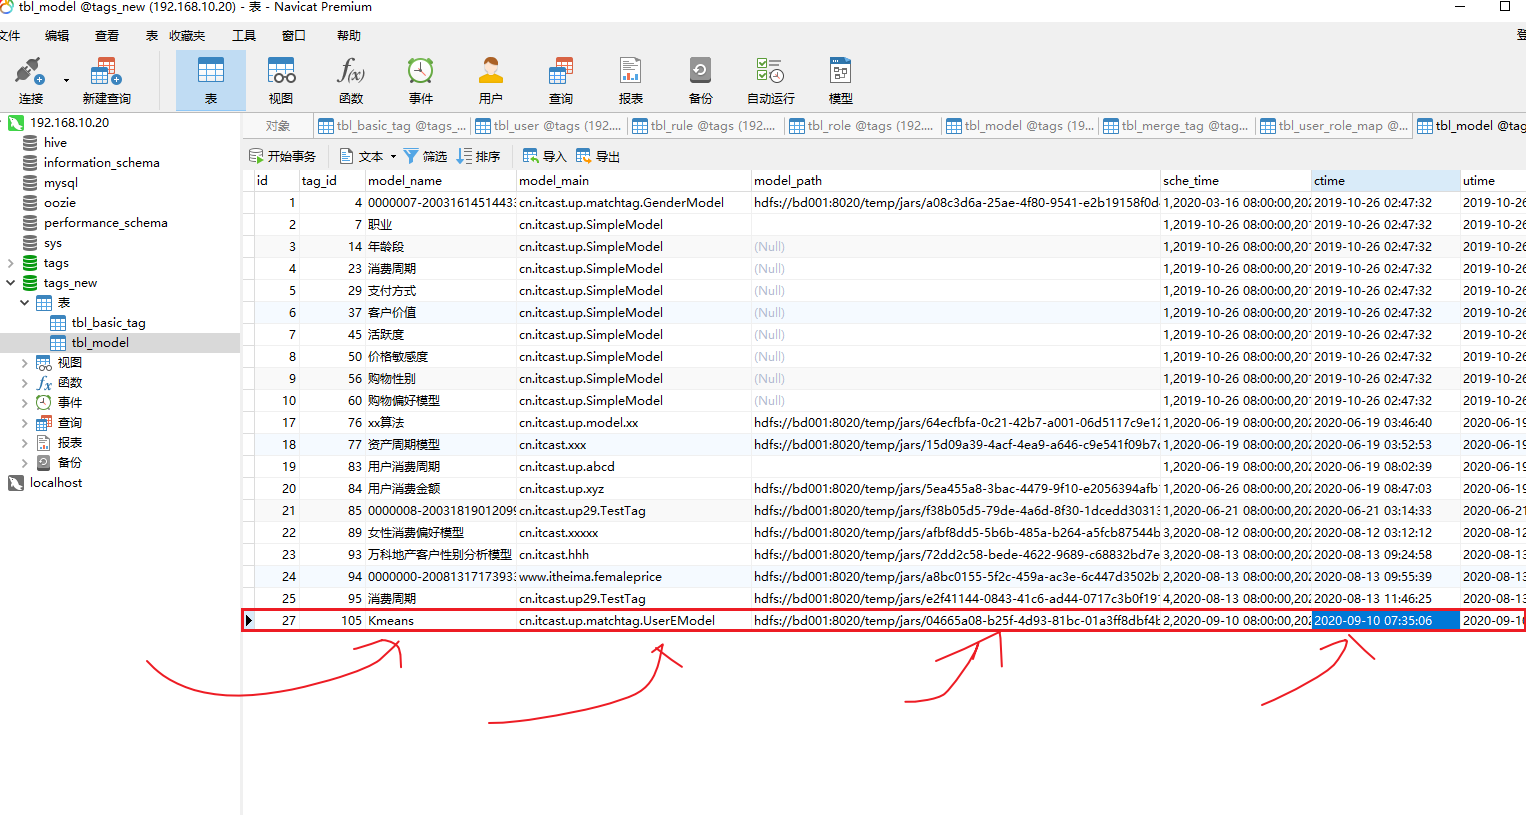 tbl_model @tags_new (192.168.10.20) - 表 - Navicat Premium
文件 编辑 查看 表 收藏夹 工具 窗口 帮助
连接 新建查询 表 视图 函数 事件 用户 查询 报表 备份 自动运行 模型
192.168.10.20
hive
information_schema
mysql
oozie
performance_schema
sys
tags
tags_new
表
tbl_basic_tag
tbl_model
视图
函数
事件
查询
报表
备份
localhost
对象 tbl_basic_tag @tags_... tbl_user @tags (192.... tbl_rule @tags (192.... tbl_role @tags (192.... tbl_model @tags (19... tbl_merge_tag @tag... tbl_user_role_map @... tbl_model @tag
开始事务 文本 筛选 排序 导入 导出
id tag_id model_name model_main model_path sche_time ctime utime
1 4 0000007-200316145144333 cn.itcast.up.matchtag.GenderModel hdfs://bd001:8020/temp/jars/a08c3d6a-25ae-4f80-9541-e2b19158f0d 1,2020-03-16 08:00:00,202 2019-10-26 02:47:32 2019-10-26
2 7 职业 cn.itcast.up.SimpleModel 1,2019-10-26 08:00:00,20 2019-10-26 02:47:32 2019-10-26
3 14 年龄段 cn.itcast.up.SimpleModel (Null) 1,2019-10-26 08:00:00,20 2019-10-26 02:47:32 2019-10-26
4 23 消费周期 cn.itcast.up.SimpleModel (Null) 1,2019-10-26 08:00:00,20 2019-10-26 02:47:32 2019-10-26
5 29 支付方式 cn.itcast.up.SimpleModel (Null) 1,2019-10-26 08:00:00,20 2019-10-26 02:47:32 2019-10-26
6 37 客户价值 cn.itcast.up.SimpleModel (Null) 1,2019-10-26 08:00:00,20 2019-10-26 02:47:32 2019-10-26
7 45 活跃度 cn.itcast.up.SimpleModel (Null) 1,2019-10-26 08:00:00,20 2019-10-26 02:47:32 2019-10-26
8 50 价格敏感度 cn.itcast.up.SimpleModel (Null) 1,2019-10-26 08:00:00,20 2019-10-26 02:47:32 2019-10-26
9 56 购物性别 cn.itcast.up.SimpleModel (Null) 1,2019-10-26 08:00:00,20 2019-10-26 02:47:32 2019-10-26
10 60 购物偏好模型 cn.itcast.up.SimpleModel (Null) 1,2019-10-26 08:00:00,20 2019-10-26 02:47:32 2019-10-26
17 76 xx算法 cn.itcast.up.model.xx hdfs://bd001:8020/temp/jars/64ecfbfa-0c21-42b7-a001-06d5117c9e12 1,2020-06-19 08:00:00,202 2020-06-19 03:46:40 2020-06-19
18 77 资产周期模型 cn.itcast.xxx hdfs://bd001:8020/temp/jars/15d09a39-4acf-4ea9-a646-c9e541f09b7 1,2020-06-19 08:00:00,202 2020-06-19 03:52:53 2020-06-19
19 83 用户消费周期 cn.itcast.up.abcd 1,2020-06-19 08:00:00,202 2020-06-19 08:02:39 2020-06-19
20 84 用户消费金额 cn.itcast.up.xyz hdfs://bd001:8020/temp/jars/5ea455a8-3bac-4479-9f10-e2056394afb 1,2020-06-26 08:00:00,202 2020-06-19 08:47:03 2020-06-19
21 85 0000008-20031819012099 cn.itcast.up29.TestTag hdfs://bd001:8020/temp/jars/f38b05d5-79de-4a6d-8f30-1dcedd30313 1,2020-06-21 08:00:00,202 2020-06-21 03:14:33 2020-06-21
22 89 女性消费偏好模型 cn.itcast.xxxxx hdfs://bd001:8020/temp/jars/afbf8dd5-5b6b-485a-b264-a5fcb87544b 3,2020-08-12 08:00:00,202 2020-08-12 03:12:12 2020-08-12
23 93 万科地产客户性别分析模型 cn.itcast.hhh hdfs://bd001:8020/temp/jars/72dd2c58-bede-4622-9689-c68832bd7e 3,2020-08-13 08:00:00,202 2020-08-13 09:24:58 2020-08-13
24 94 0000000-20081317173933 www.itheima.femaleprice hdfs://bd001:8020/temp/jars/a8bc0155-5f2c-459a-ac3e-6c447d3502b 2,2020-08-13 08:00:00,202 2020-08-13 09:55:39 2020-08-13
25 95 消费周期 cn.itcast.up29.TestTag hdfs://bd001:8020/temp/jars/e2f41144-0843-41c6-ad44-0717c3b0f19 1,2020-08-13 08:00:00,202 2020-08-13 11:46:25 2020-08-13
27 105 Kmeans cn.itcast.up.matchtag.UserEModel hdfs://bd001:8020/temp/jars/04665a08-b25f-4d93-81bc-01a3ff8dbf4 2,2020-09-10 08:00:00,202 2020-09-10 07:35:06 2020-09-10